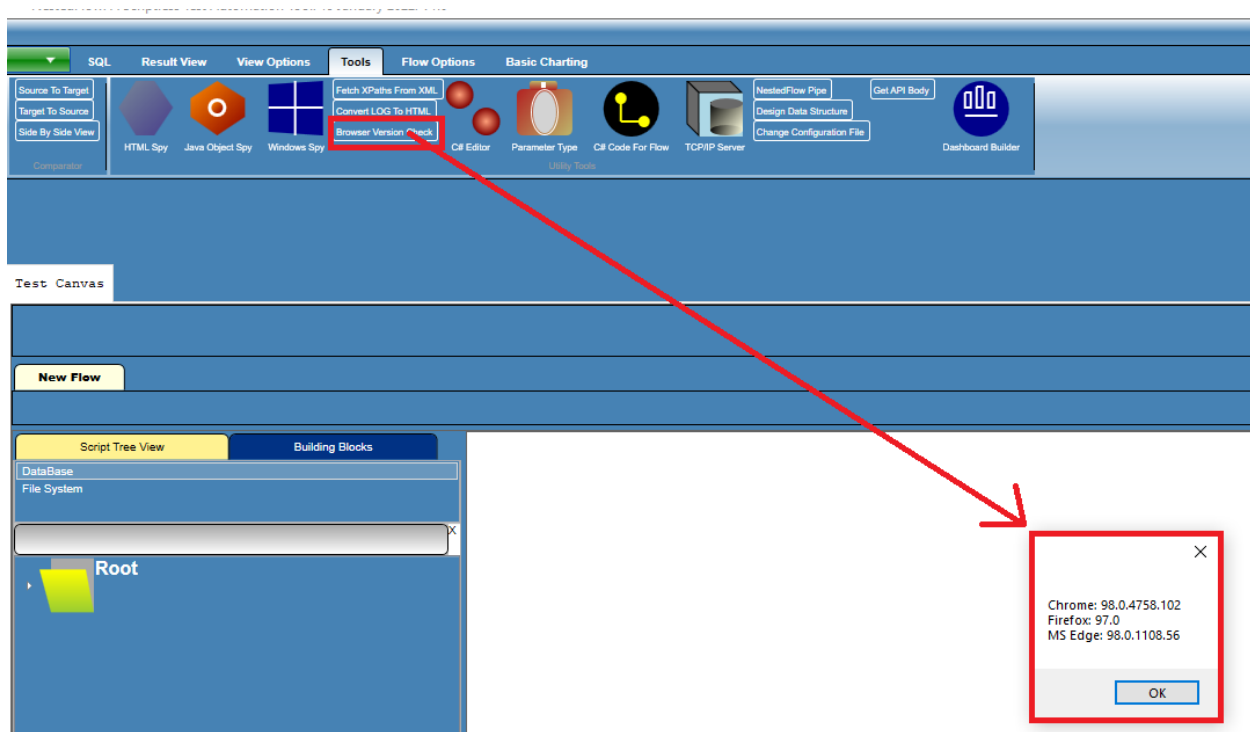 SQL Result View View Options Tools Flow Options Basic Charting
Source To Target
Target To Source
Side By Side View
Comparator
HTML Spy
Java Object Spy
Windows Spy
Fetch XPaths From XML
Convert LOG To HTML
Browser Version Check
C# Editor
Parameter Type
C# Code For Flow
TCP/IP Server
NestedFlow Pipe
Design Data Structure
Change Configuration File
Get API Body
Dashboard Builder
Utility Tools
Test Canvas
New Flow
Script Tree View Building Blocks
DataBase
File System
X
Root
Chrome: 98.0.4758.102
Firefox: 97.0
MS Edge: 98.0.1108.56
OK